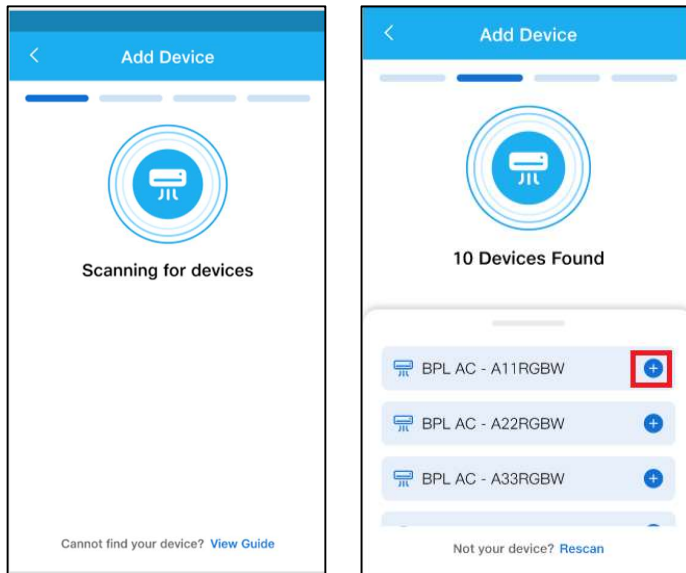 Add Device
Scanning for devices
Cannot find your device? View Guide
Add Device
10 Devices Found
BPL AC - A11RGBW
BPL AC - A22RGBW
BPL AC - A33RGBW
Not your device? Rescan